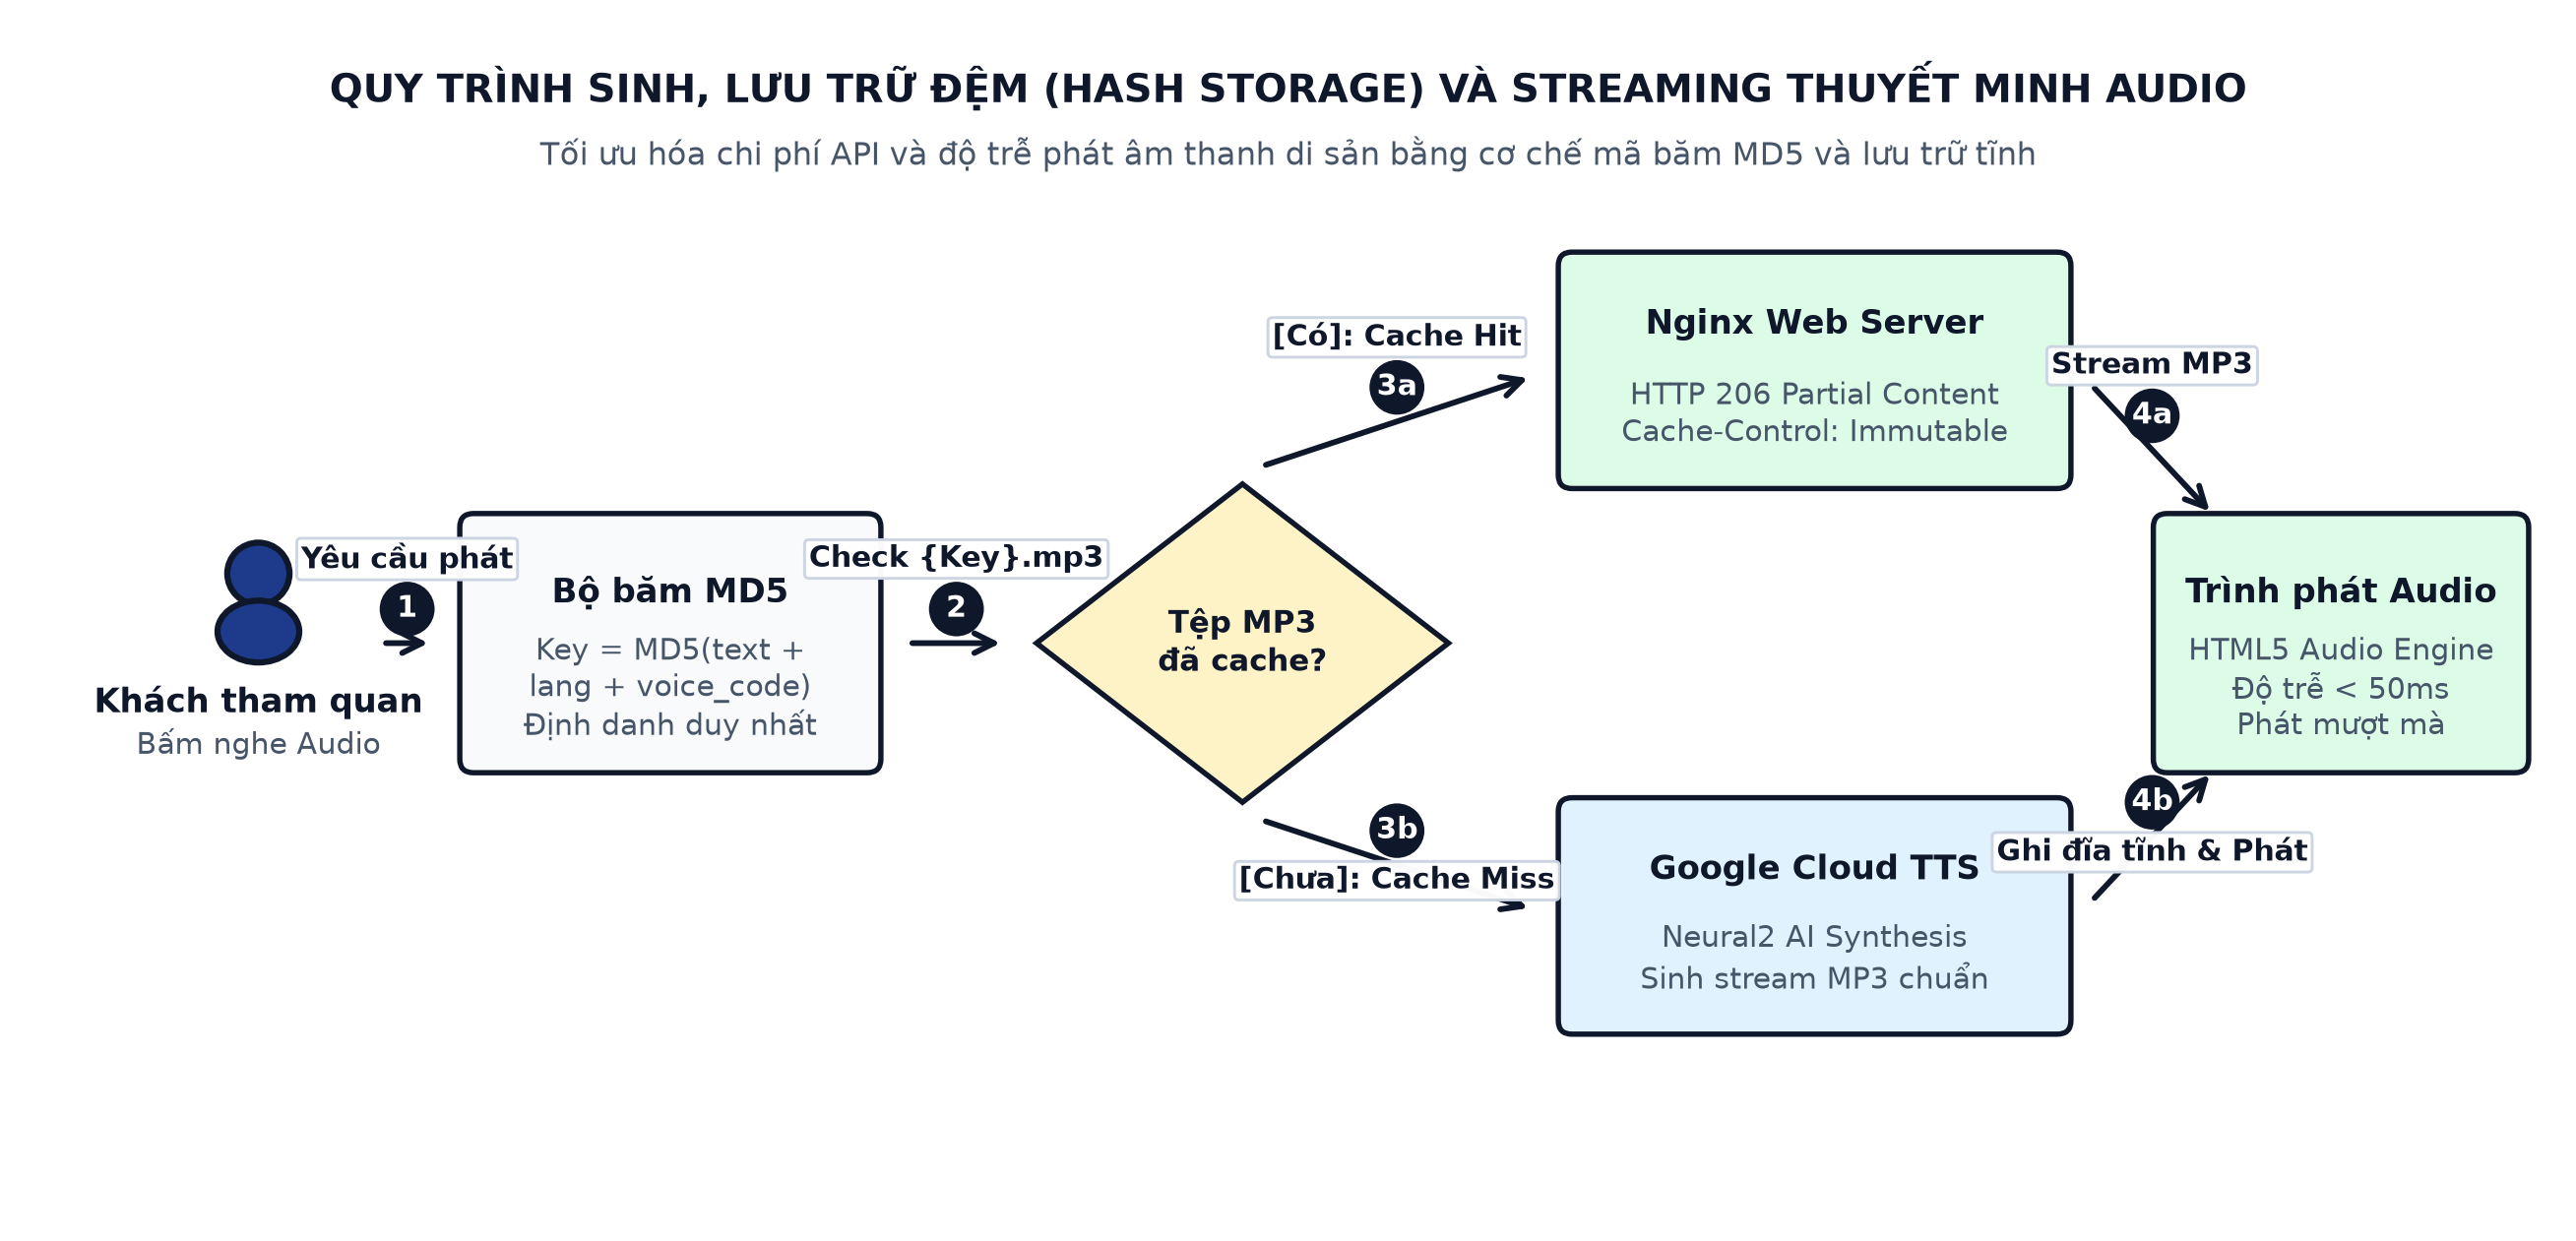 QUY TRÌNH SINH, LƯU TRỮ ĐỆM (HASH STORAGE) VÀ STREAMING THUYẾT MINH AUDIO
Tối ưu hóa chi phí API và độ trễ phát âm thanh di sản bằng cơ chế mã băm MD5 và lưu trữ tĩnh
Khách tham quan
Bấm nghe Audio
Yêu cầu phát
1
Bộ băm MD5
Key = MD5(text +
lang + voice_code)
Định danh duy nhất
Check {Key}.mp3
2
Tệp MP3
đã cache?
[Có]: Cache Hit
3a
Nginx Web Server
HTTP 206 Partial Content
Cache-Control: Immutable
Stream MP3
4a
3b
[Chưa]: Cache Miss
Google Cloud TTS
Neural2 AI Synthesis
Sinh stream MP3 chuẩn
4b
Ghi đĩa tĩnh & Phát
Trình phát Audio
HTML5 Audio Engine
Độ trễ < 50ms
Phát mượt mà